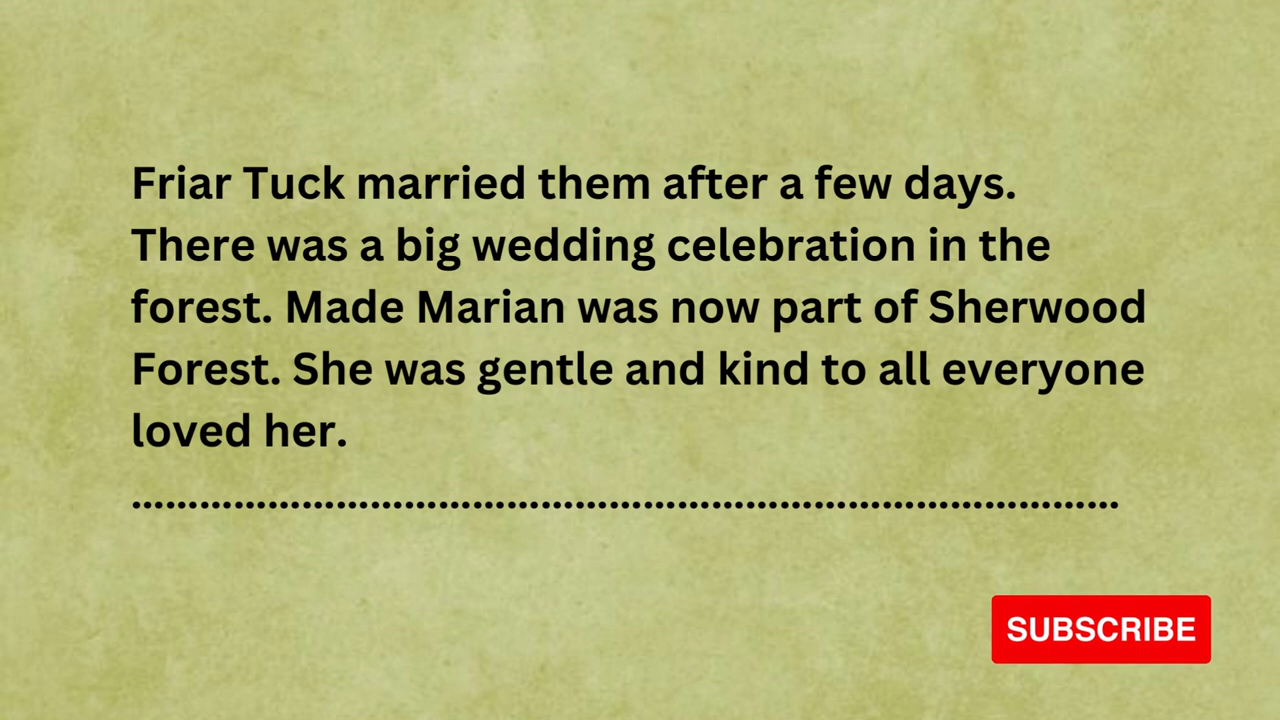 Friar Tuck married them after a few days.
There was a big wedding celebration in the
forest. Made Marian was now part of Sherwood
Forest. She was gentle and kind to all everyone
loved her.
................................................................................
SUBSCRIBE